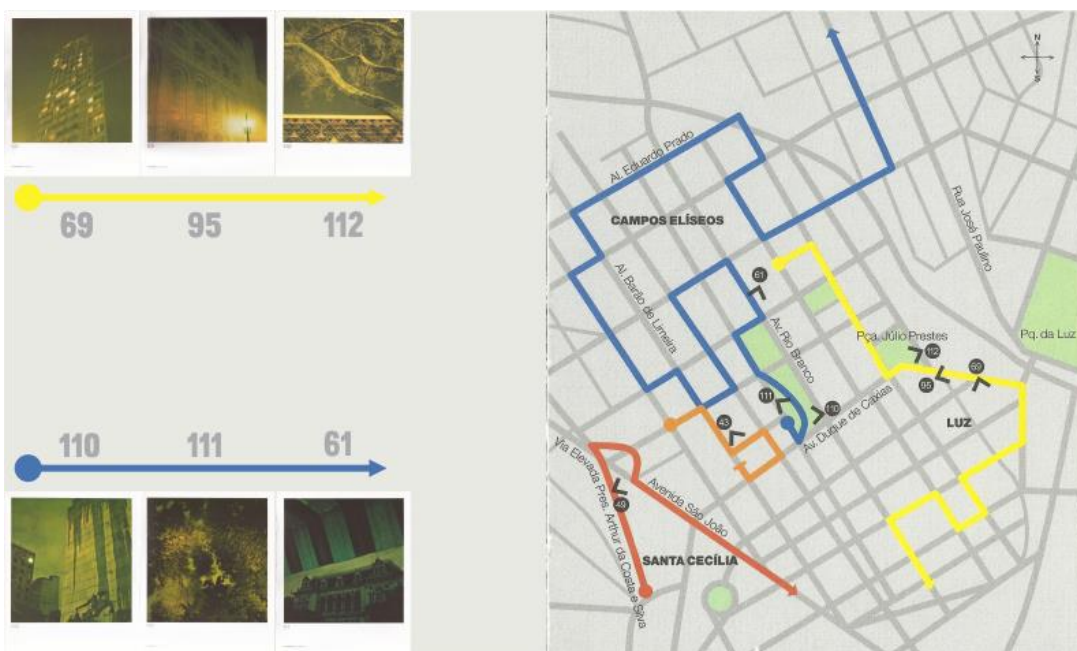 69 95 112
110 111 61
N
S
Al. Eduardo Prado
CAMPOS ELÍSEOS
Rua José Paulino
61
Al. Barão de Limeira
Av. Rio Branco
Pça. Júlio Prestes
Pq. da Luz
112
95
69
111
110
Av. Duque de Caxias
LUZ
43
Via Elevada Pres. Arthur da Costa e Silva
49
Avenida São João
SANTA CECÍLIA